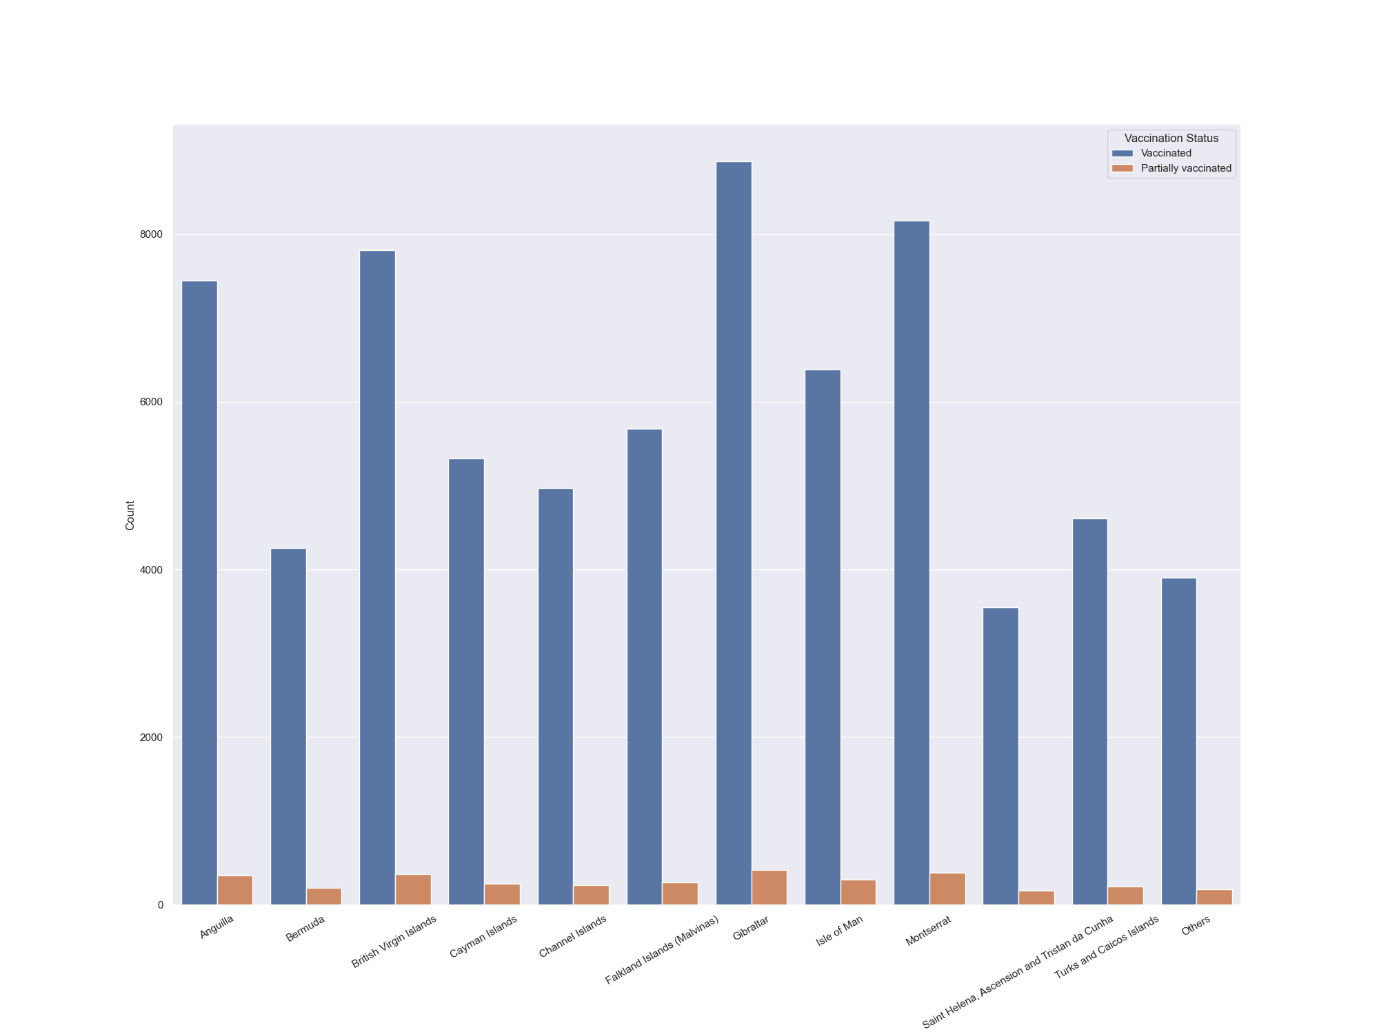 Vaccination Status
Vaccinated
Partially vaccinated
8000
6000
4000
2000
0
Count
Anguilla
Bermuda
British Virgin Islands
Cayman Islands
Channel Islands
Falkland Islands (Malvinas)
Gibraltar
Isle of Man
Montserrat
Saint Helena, Ascension and Tristan da Cunha
Turks and Caicos Islands
Others